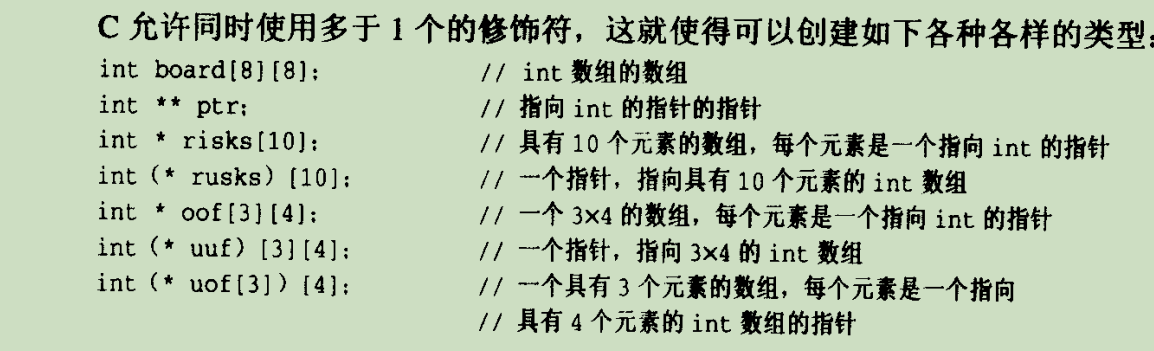 C 允许同时使用多于 1 个的修饰符，这就使得可以创建如下各种各样的类型：
int board[8][8]; // int 数组的数组
int ** ptr; // 指向 int 的指针的指针
int * risks[10]; // 具有 10 个元素的数组，每个元素是一个指向 int 的指针
int (* rusks) [10]; // 一个指针，指向具有 10 个元素的 int 数组
int * oof[3][4]; // 一个 3×4 的数组，每个元素是一个指向 int 的指针
int (* uuf) [3][4]; // 一个指针，指向 3×4 的 int 数组
int (* uof[3]) [4]; // 一个具有 3 个元素的数组，每个元素是一个指向
// 具有 4 个元素的 int 数组的指针